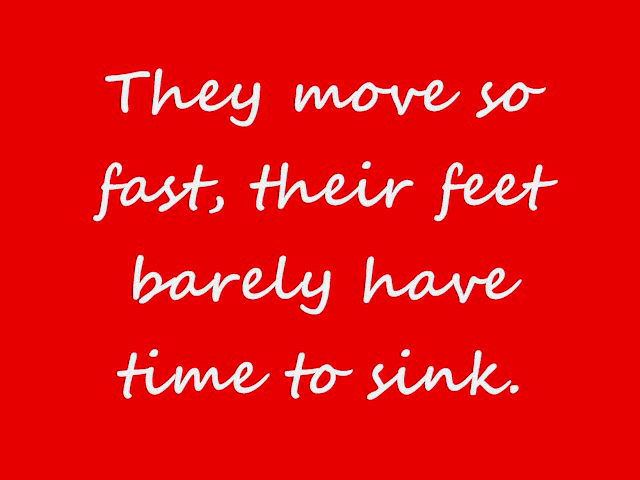 They move so
fast, their feet
barely have
time to sink.